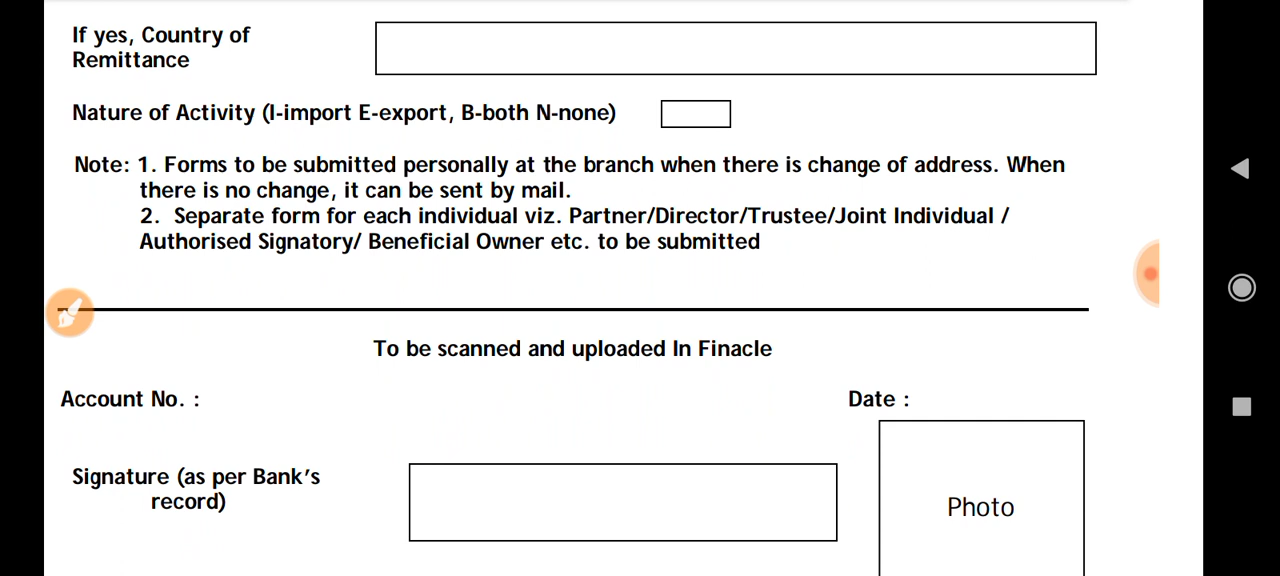 If yes, Country of
Remittance
Nature of Activity (I-import E-export, B-both N-none)
Note: 1. Forms to be submitted personally at the branch when there is change of address. When
there is no change, it can be sent by mail.
2. Separate form for each individual viz. Partner/Director/Trustee/Joint Individual /
Authorised Signatory/ Beneficial Owner etc. to be submitted
To be scanned and uploaded In Finacle
Account No. :
Date :
Signature (as per Bank’s
record)
Photo